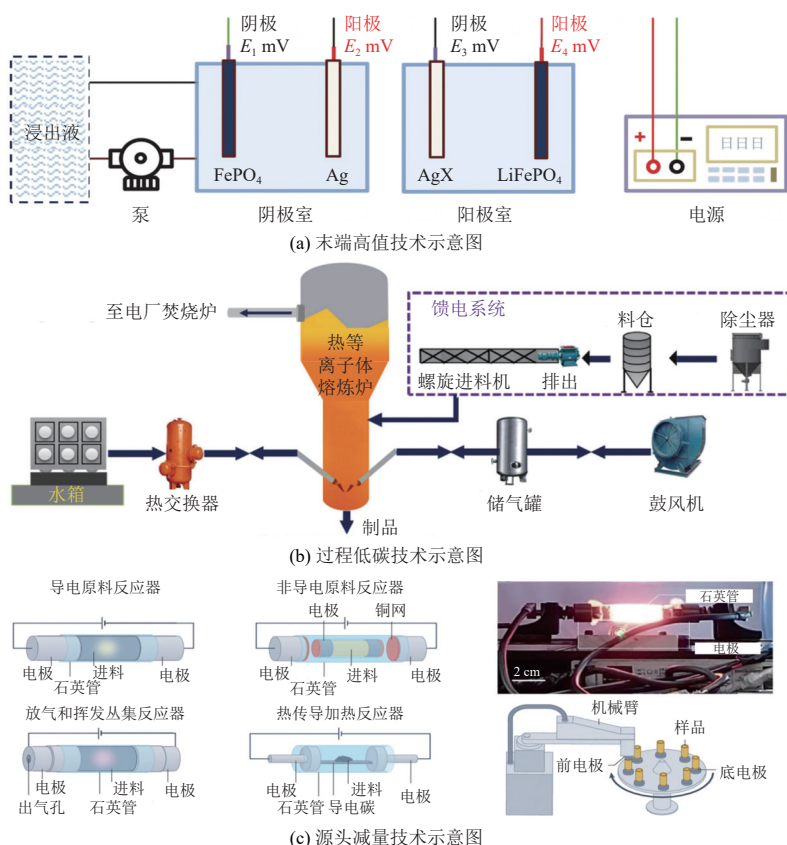 阴极
E₁ mV
阳极
E₂ mV
阴极
E₃ mV
阳极
E₄ mV
浸出液
+
−
日日日
FePO₄
Ag
AgX
LiFePO₄
泵
阴极室
阳极室
电源
(a) 末端高值技术示意图
至电厂焚烧炉
热等
离子体
熔炼炉
馈电系统
料仓
除尘器
螺旋进料机
排出
水箱
热交换器
储气罐
鼓风机
制品
(b) 过程低碳技术示意图
导电原料反应器
电极
进料
石英管
电极
非导电原料反应器
电极
铜网
电极
进料
石英管
电极
石英管
电极
2 cm
放气和挥发丛集反应器
电极
进料
电极
出气孔
石英管
热传导加热反应器
进料
电极
石英管
导电碳
机械臂
样品
前电极
底电极
(c) 源头减量技术示意图